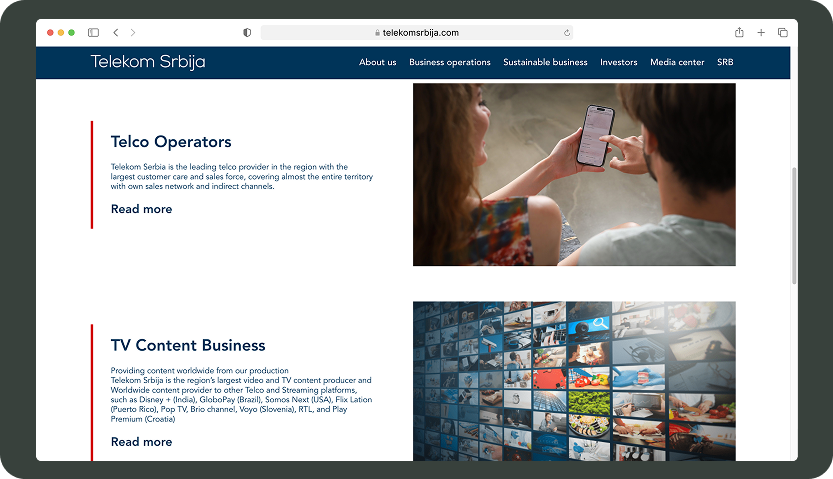 telekomsrbija.com
Telekom Srbija
About us Business operations Sustainable business Investors Media center SRB
Telco Operators
Telekom Serbia is the leading telco provider in the region with the
largest customer care and sales force, covering almost the entire territory
with own sales network and indirect channels.
Read more
TV Content Business
Providing content worldwide from our production
Telekom Srbija is the region's largest video and TV content producer and
Worldwide content provider to other Telco and Streaming platforms,
such as Disney + (India), GloboPay (Brazil), Somos Next (USA), Flix Lation
(Puerto Rico), Pop TV, Brio channel, Voyo (Slovenia), RTL, and Play
Premium (Croatia)
Read more